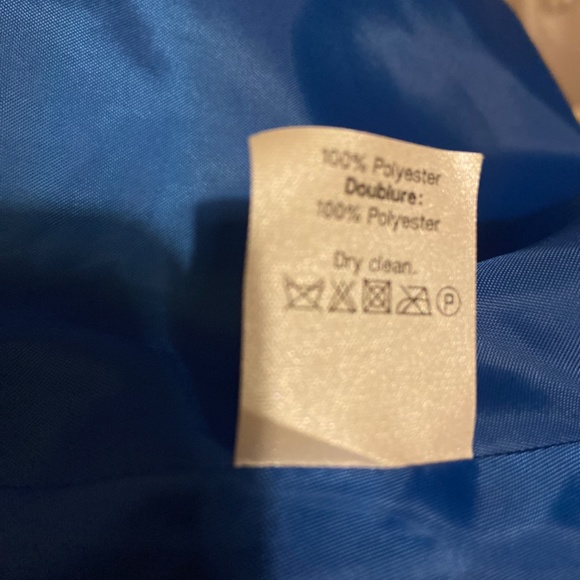 100% Polyester
Doublure:
100% Polyester
Dry clean.
P